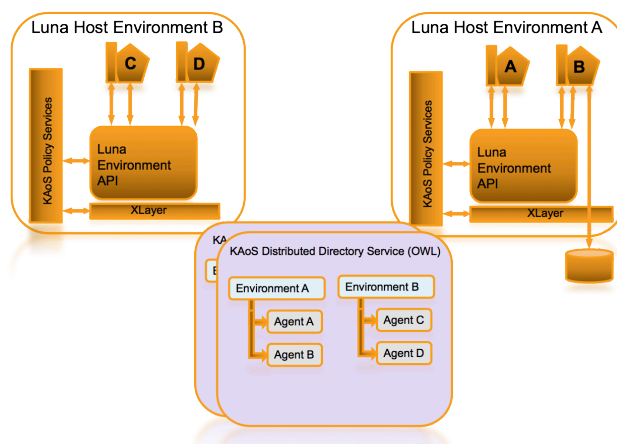 Luna Host Environment B
C
D
KAoS Policy Services
Luna
Environment
API
XLayer
Luna Host Environment A
A
B
KAoS Policy Services
Luna
Environment
API
XLayer
KA
E
KAoS Distributed Directory Service (OWL)
Environment A
Agent A
Agent B
Environment B
Agent C
Agent D